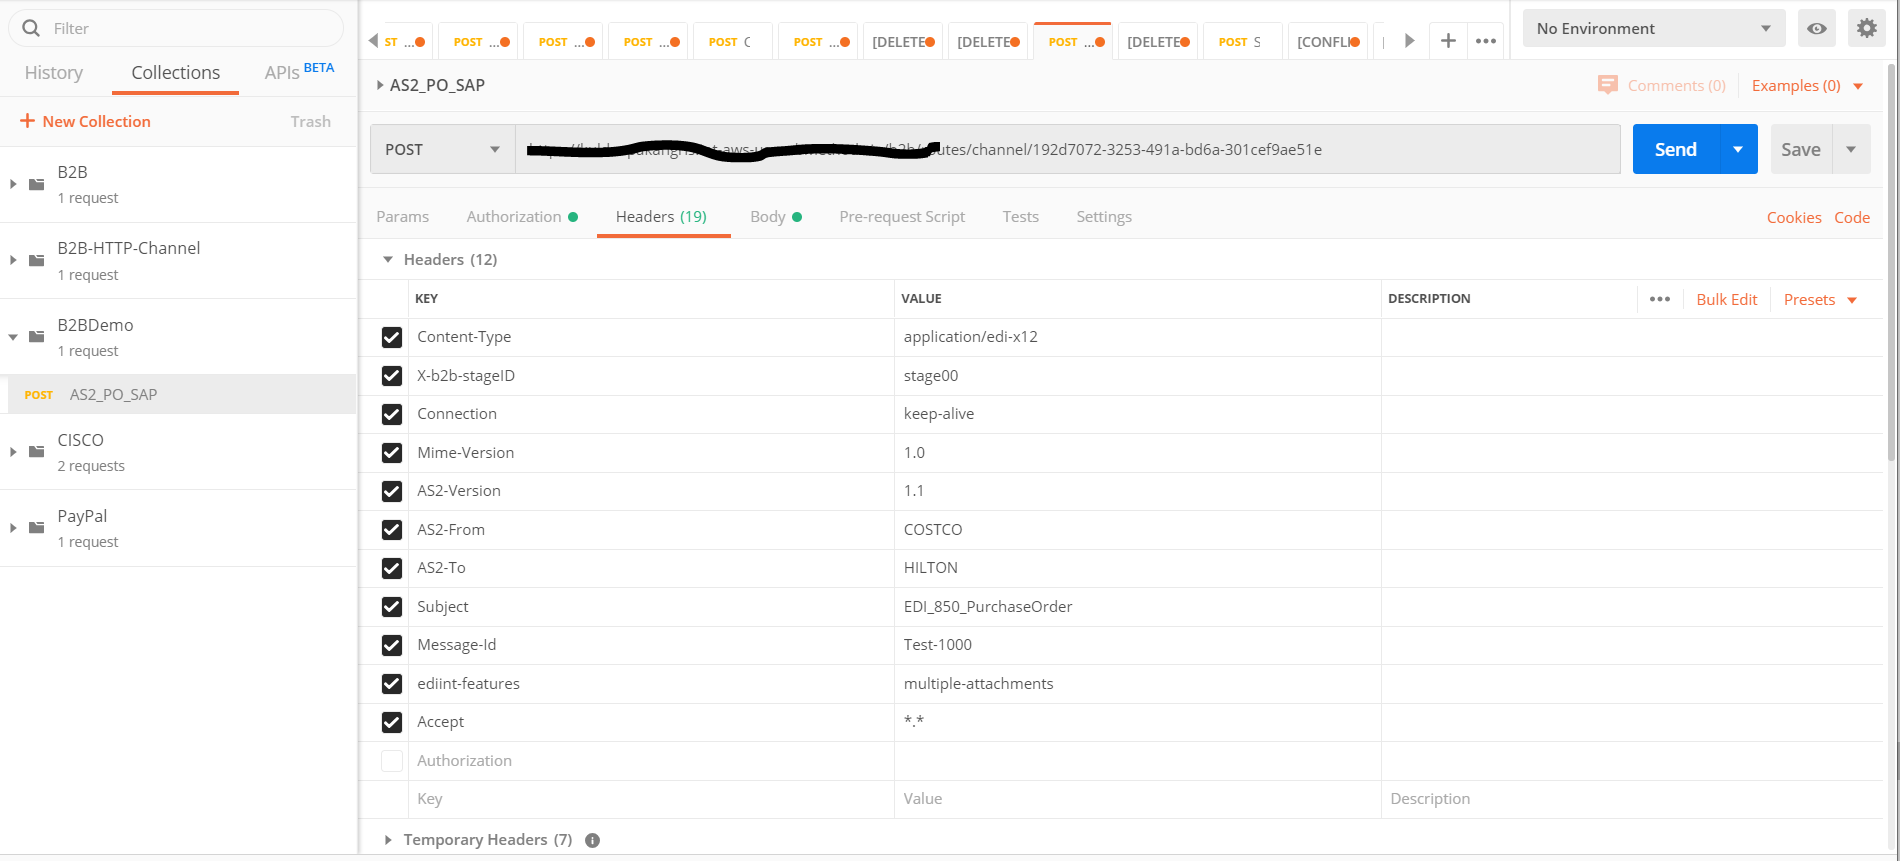 Filter
History Collections APIs BETA
+ New Collection Trash
B2B
1 request
B2B-HTTP-Channel
1 request
B2BDemo
1 request
POST AS2_PO_SAP
CISCO
2 requests
PayPal
1 request
ST ... POST ... POST ... POST ... POST POST ... [DELETE [DELETE POST ... [DELETE POST S [CONFLI
No Environment
AS2_PO_SAP
Comments (0) Examples (0)
POST
/channel/192d7072-3253-491a-bd6a-301cef9ae51e
Send Save
Params Authorization Headers (19) Body Pre-request Script Tests Settings Cookies Code
Headers (12)
KEY VALUE DESCRIPTION ••• Bulk Edit Presets
Content-Type application/edi-x12
X-b2b-stageID stage00
Connection keep-alive
Mime-Version 1.0
AS2-Version 1.1
AS2-From COSTCO
AS2-To HILTON
Subject EDI_850_PurchaseOrder
Message-Id Test-1000
ediint-features multiple-attachments
Accept *.*
Authorization
Key Value Description
Temporary Headers (7)